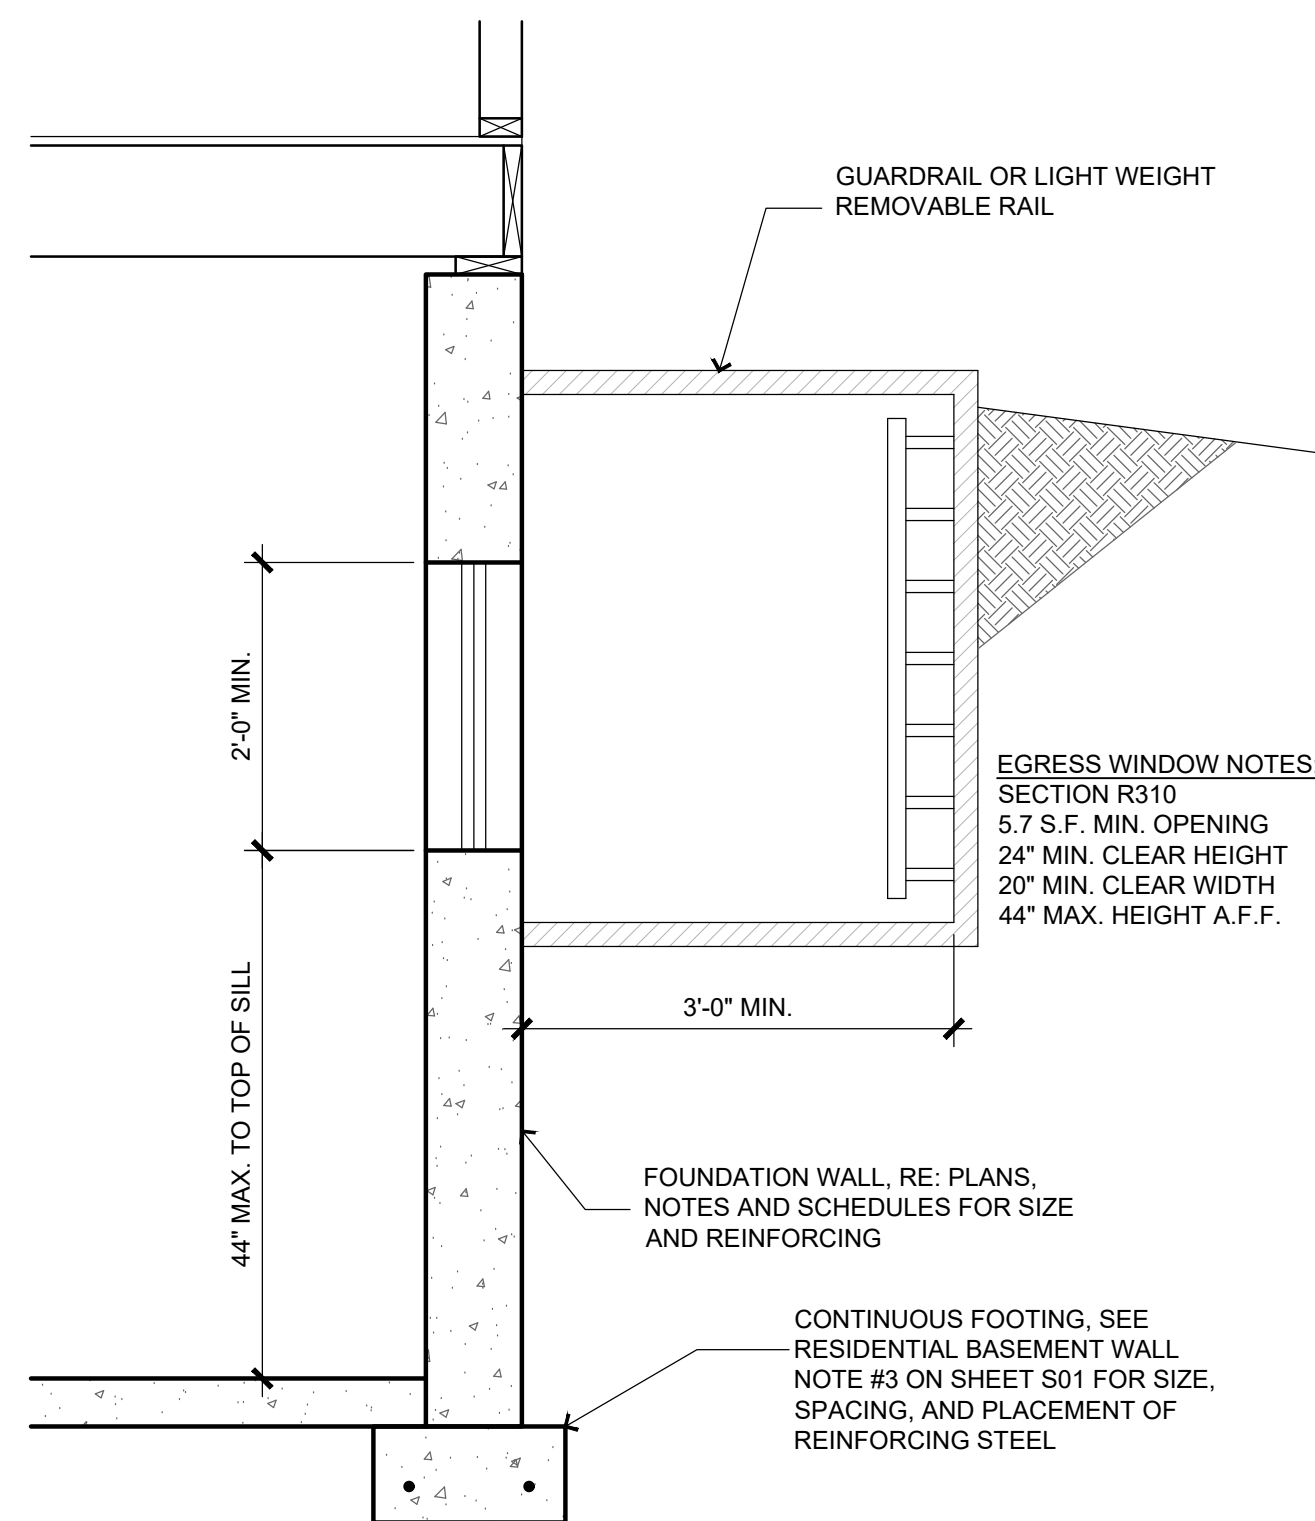 GUARDRAIL OR LIGHT WEIGHT
REMOVABLE RAIL
2'-0" MIN.
EGRESS WINDOW NOTES:
SECTION R310
5.7 S.F. MIN. OPENING
24" MIN. CLEAR HEIGHT
20" MIN. CLEAR WIDTH
44" MAX. HEIGHT A.F.F.
44" MAX. TO TOP OF SILL
3'-0" MIN.
FOUNDATION WALL, RE: PLANS,
NOTES AND SCHEDULES FOR SIZE
AND REINFORCING
CONTINUOUS FOOTING, SEE
RESIDENTIAL BASEMENT WALL
NOTE #3 ON SHEET S01 FOR SIZE,
SPACING, AND PLACEMENT OF
REINFORCING STEEL